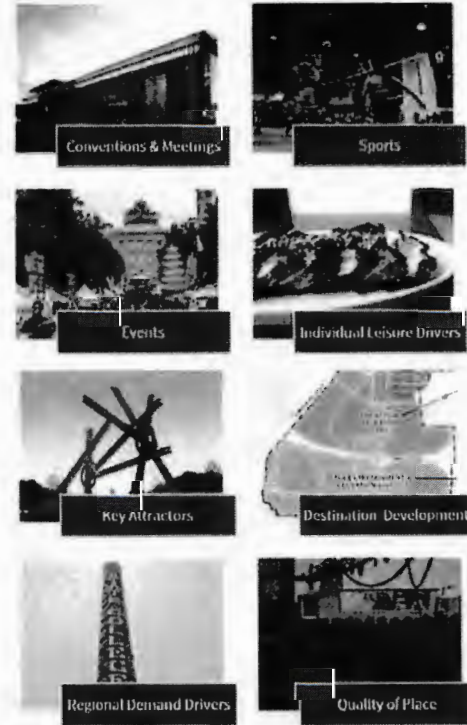 Conventions & Meetings
Sports
Events
Individual Leisure Drivers
Key Attractors
Destination Development
Regional Demand Drivers
Quality of Place